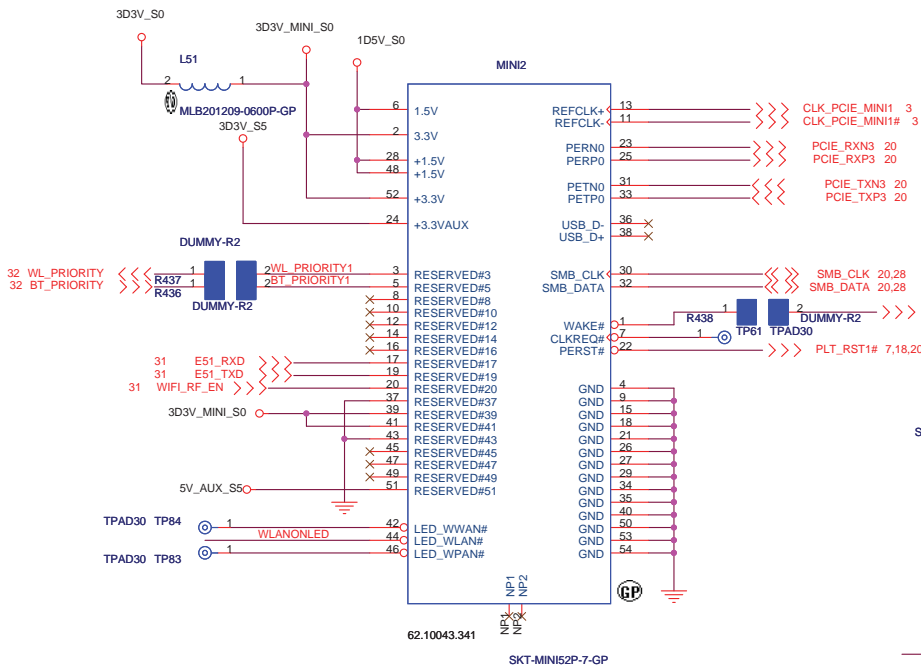 3D3V_S0
3D3V_MINI_S0
1D5V_S0
L51
MINI2
2 1
MLB201209-0600P-GP
3D3V_S5
6 1.5V
2 3.3V
28 +1.5V
48 +1.5V
52 +3.3V
24 +3.3VAUX
REFCLK+ 13 CLK_PCIE_MINI1 3
REFCLK- 11 CLK_PCIE_MINI1# 3
PERN0 23 PCIE_RXN3 20
PERP0 25 PCIE_RXP3 20
PETN0 31 PCIE_TXN3 20
PETP0 33 PCIE_TXP3 20
USB_D- 36
USB_D+ 38
SMB_CLK 30 SMB_CLK 20,28
SMB_DATA 32 SMB_DATA 20,28
DUMMY-R2
32 WL_PRIORITY 1 2 WL_PRIORITY1 3 RESERVED#3
R437
32 BT_PRIORITY 1 2 BT_PRIORITY1 5 RESERVED#5
R436
DUMMY-R2
8 RESERVED#8
10 RESERVED#10
12 RESERVED#12
14 RESERVED#14
16 RESERVED#16
31 E51_RXD 17 RESERVED#17
31 E51_TXD 19 RESERVED#19
31 WIFI_RF_EN 20 RESERVED#20
37 RESERVED#37
3D3V_MINI_S0 39 RESERVED#39
41 RESERVED#41
43 RESERVED#43
45 RESERVED#45
47 RESERVED#47
49 RESERVED#49
5V_AUX_S5 51 RESERVED#51
WAKE# 1 R438 1 2 DUMMY-R2
CLKREQ# 7 1 TP61 TPAD30
PERST# 22 PLT_RST1# 7,18,20
GND 4
GND 9
GND 15
GND 18
GND 21
GND 26
GND 27
GND 29
GND 34
GND 35
GND 40
GND 50
GND 53
GND 54
S
TPAD30 TP84 1 42 LED_WWAN#
WLANONLED 44 LED_WLAN#
TPAD30 TP83 1 46 LED_WPAN#
NP1 NP2
NP1 NP2
GP
62.10043.341
SKT-MINI52P-7-GP